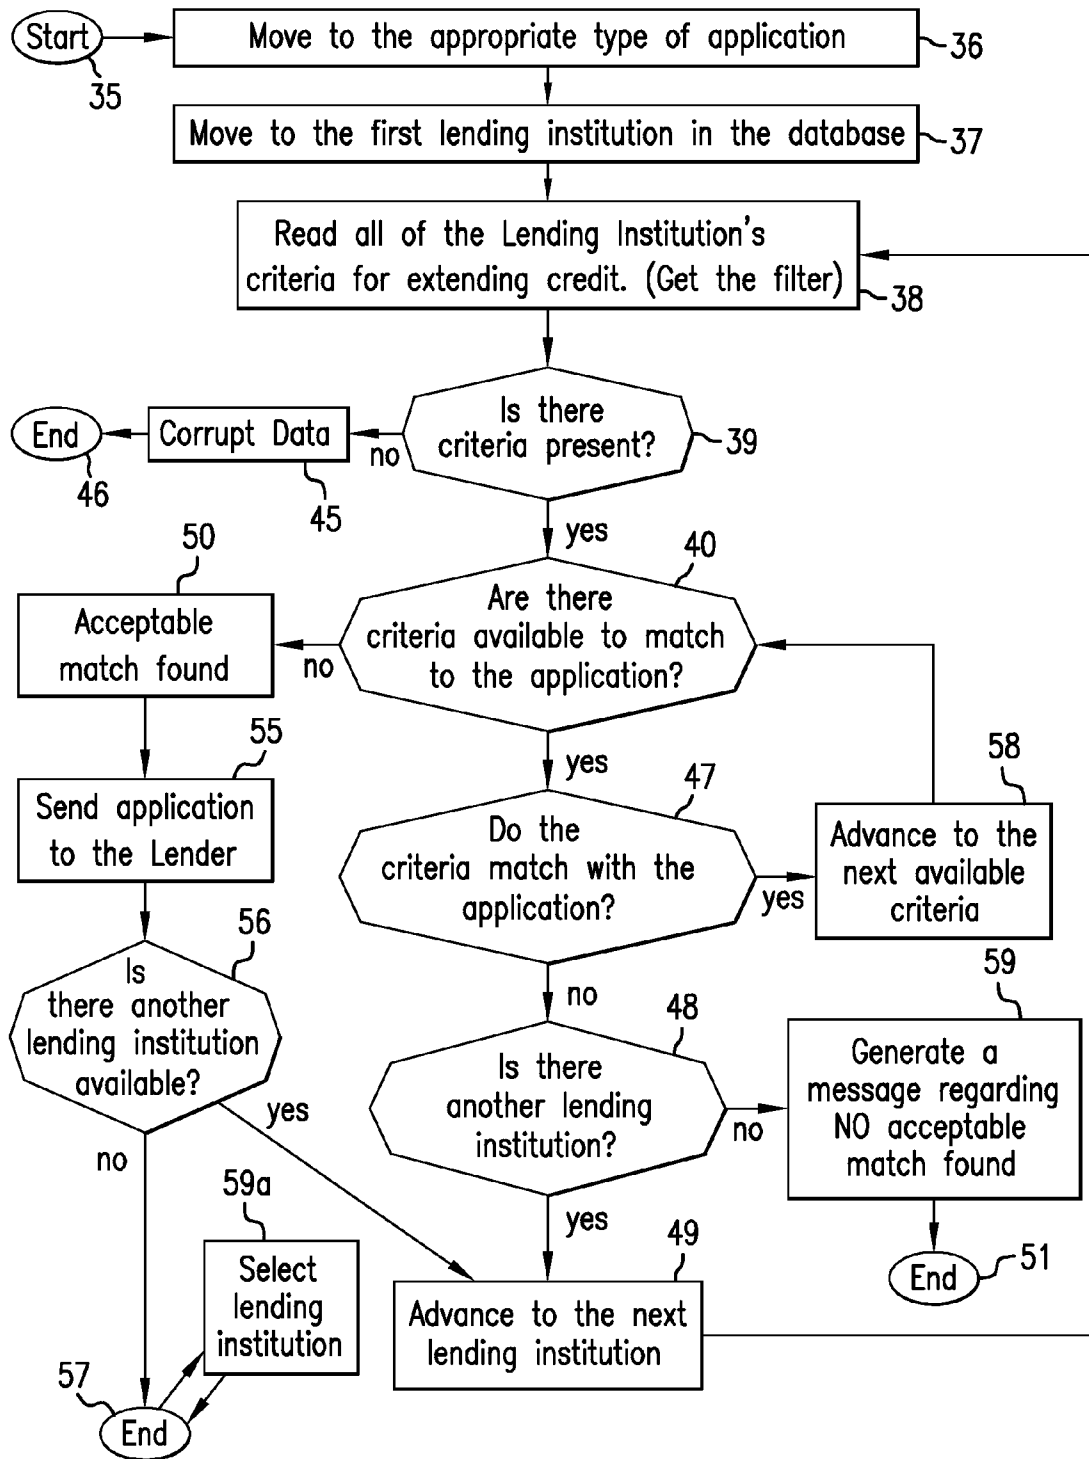 Start
35
Move to the appropriate type of application
36
Move to the first lending institution in the database
37
Read all of the Lending Institution's
criteria for extending credit. (Get the filter)
38
Is there
criteria present?
39
no
Corrupt Data
45
End
46
yes
40
Are there
criteria available to match
to the application?
no
50
Acceptable
match found
55
Send application
to the Lender
yes
47
Do the
criteria match with the
application?
yes
58
Advance to the
next available
criteria
56
Is
there another
lending institution
available?
yes
no
no
48
Is there
another lending
institution?
no
59
Generate a
message regarding
NO acceptable
match found
End
51
yes
49
Advance to the next
lending institution
59a
Select
lending
institution
57
End